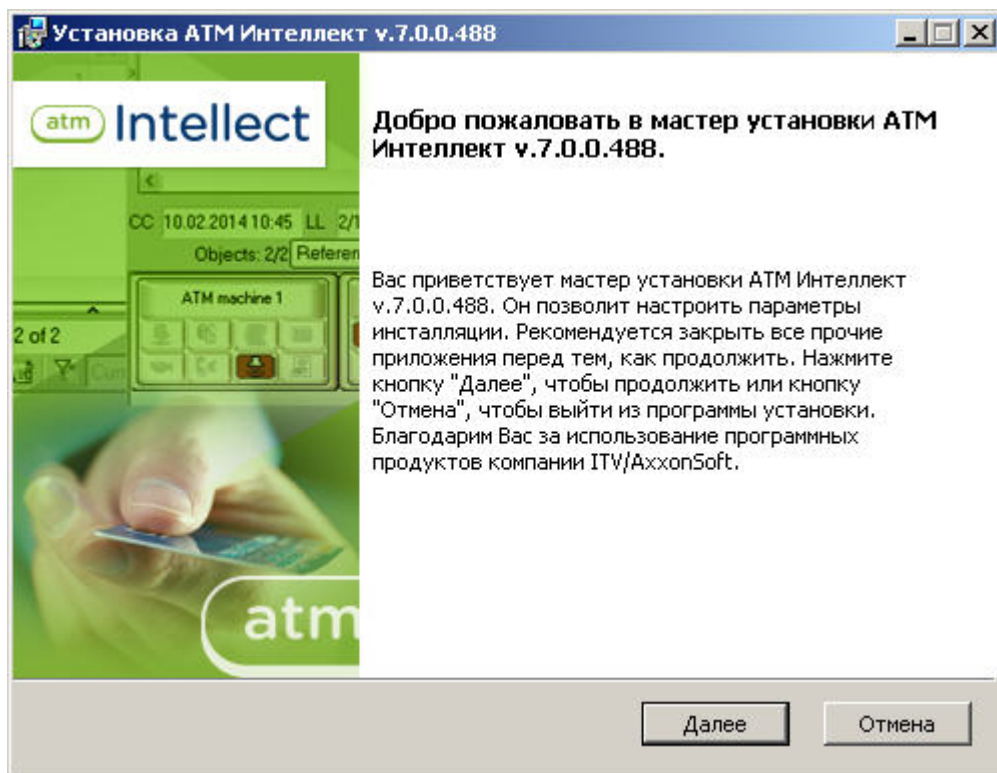 Установка АТМ Интеллект v.7.0.0.488
atm Intellect
Добро пожаловать в мастер установки АТМ
Интеллект v.7.0.0.488.
CC 10.02.2014 10:45 LL
Objects: 2/2
ATM machine 1
2 of 2
Вас приветствует мастер установки АТМ Интеллект
v.7.0.0.488. Он позволит настроить параметры
инсталляции. Рекомендуется закрыть все прочие
приложения перед тем, как продолжить. Нажмите
кнопку "Далее", чтобы продолжить или кнопку
"Отмена", чтобы выйти из программы установки.
Благодарим Вас за использование программных
продуктов компании ITV/AxxonSoft.
atm
Далее
Отмена